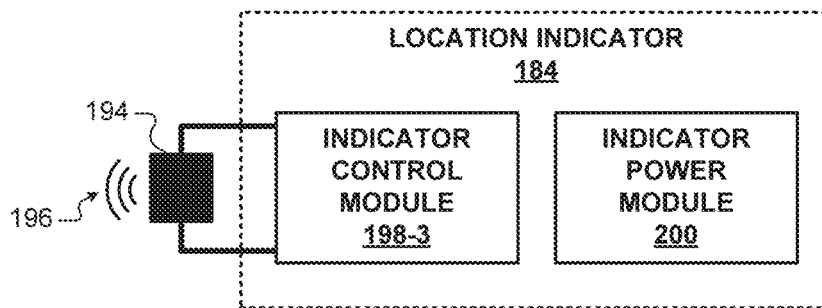 LOCATION INDICATOR
184
194
196
INDICATOR
CONTROL
MODULE
198-3
INDICATOR
POWER
MODULE
200